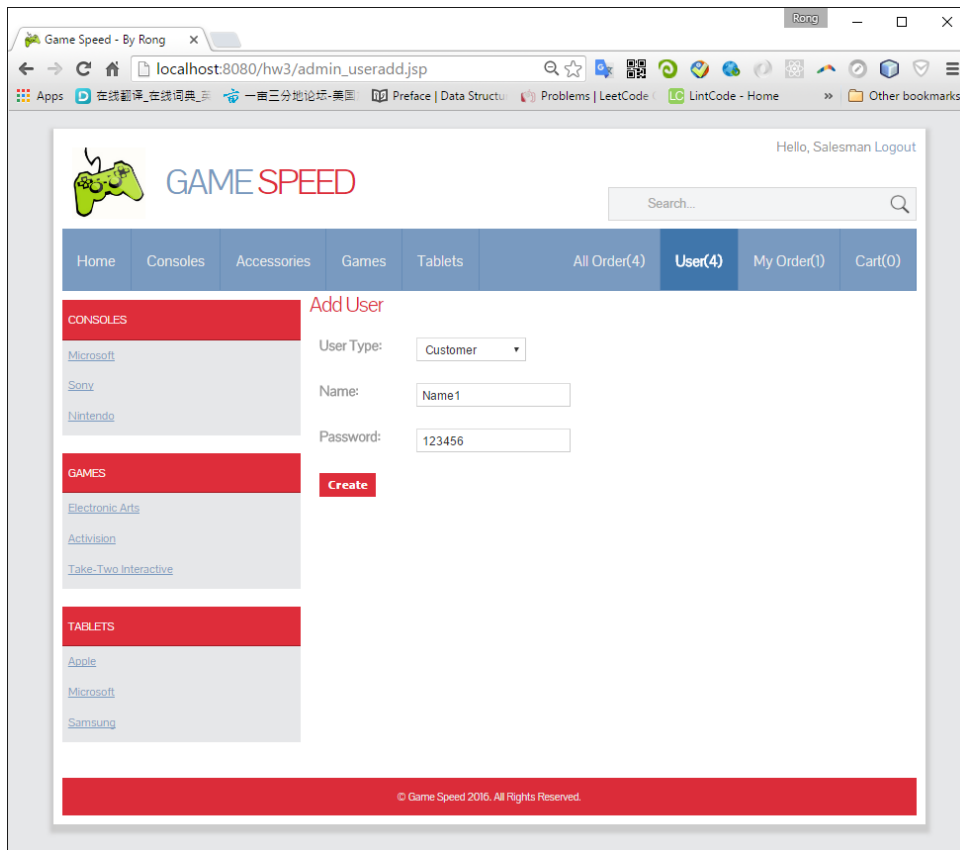 Rong
Game Speed - By Rong
localhost:8080/hw3/admin_useradd.jsp
Apps 在线翻译_在线词典_英 一亩三分地论坛-美国 Preface | Data Structu Problems | LeetCode LC LintCode - Home » Other bookmarks
Hello, Salesman Logout
GAME SPEED
Search...
Home Consoles Accessories Games Tablets All Order(4) User(4) My Order(1) Cart(0)
Add User
CONSOLES
Microsoft
Sony
Nintendo
User Type: Customer
Name: Name1
Password: 123456
Create
GAMES
Electronic Arts
Activision
Take-Two Interactive
TABLETS
Apple
Microsoft
Samsung
© Game Speed 2016. All Rights Reserved.